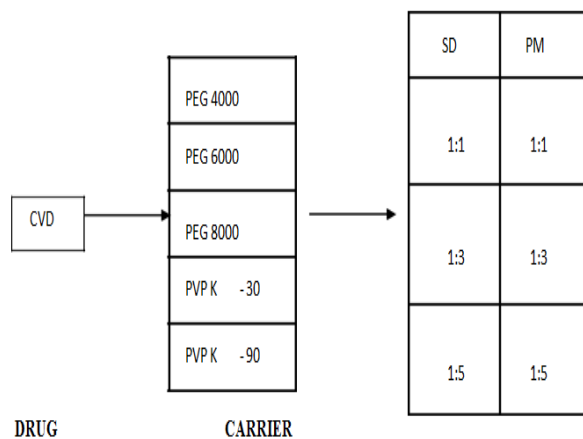 CVD
PEG 4000
PEG 6000
PEG 8000
PVP K - 30
PVP K - 90
SD PM
1:1 1:1
1:3 1:3
1:5 1:5
DRUG CARRIER